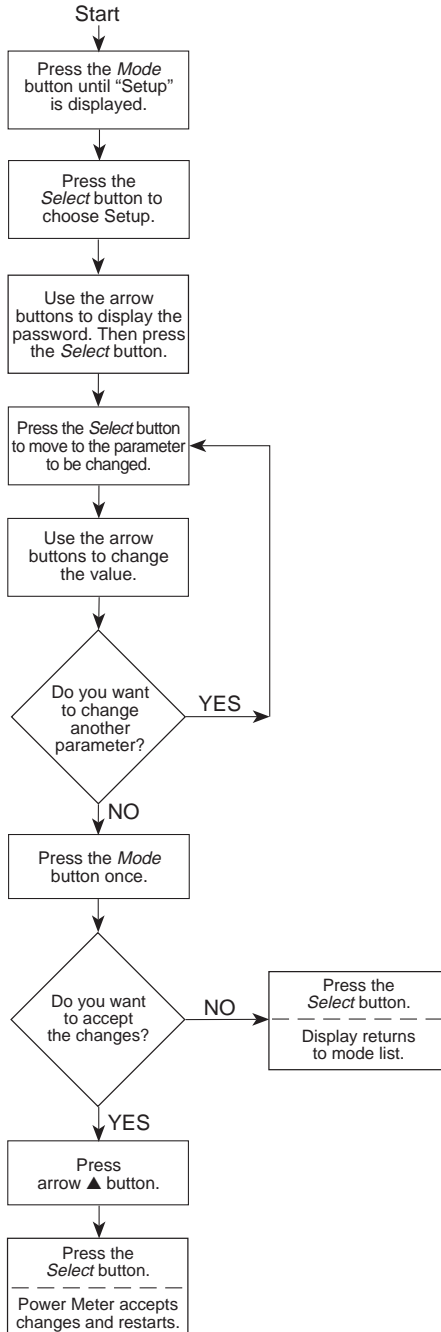 Start
Press the Mode
button until “Setup”
is displayed.
Press the
Select button to
choose Setup.
Use the arrow
buttons to display the
password. Then press
the Select button.
Press the Select button
to move to the parameter
to be changed.
Use the arrow
buttons to change
the value.
Do you want
to change
another
parameter?
YES
NO
Press the Mode
button once.
Do you want
to accept
the changes?
NO
Press the
Select button.
Display returns
to mode list.
YES
Press
arrow ▲ button.
Press the
Select button.
Power Meter accepts
changes and restarts.